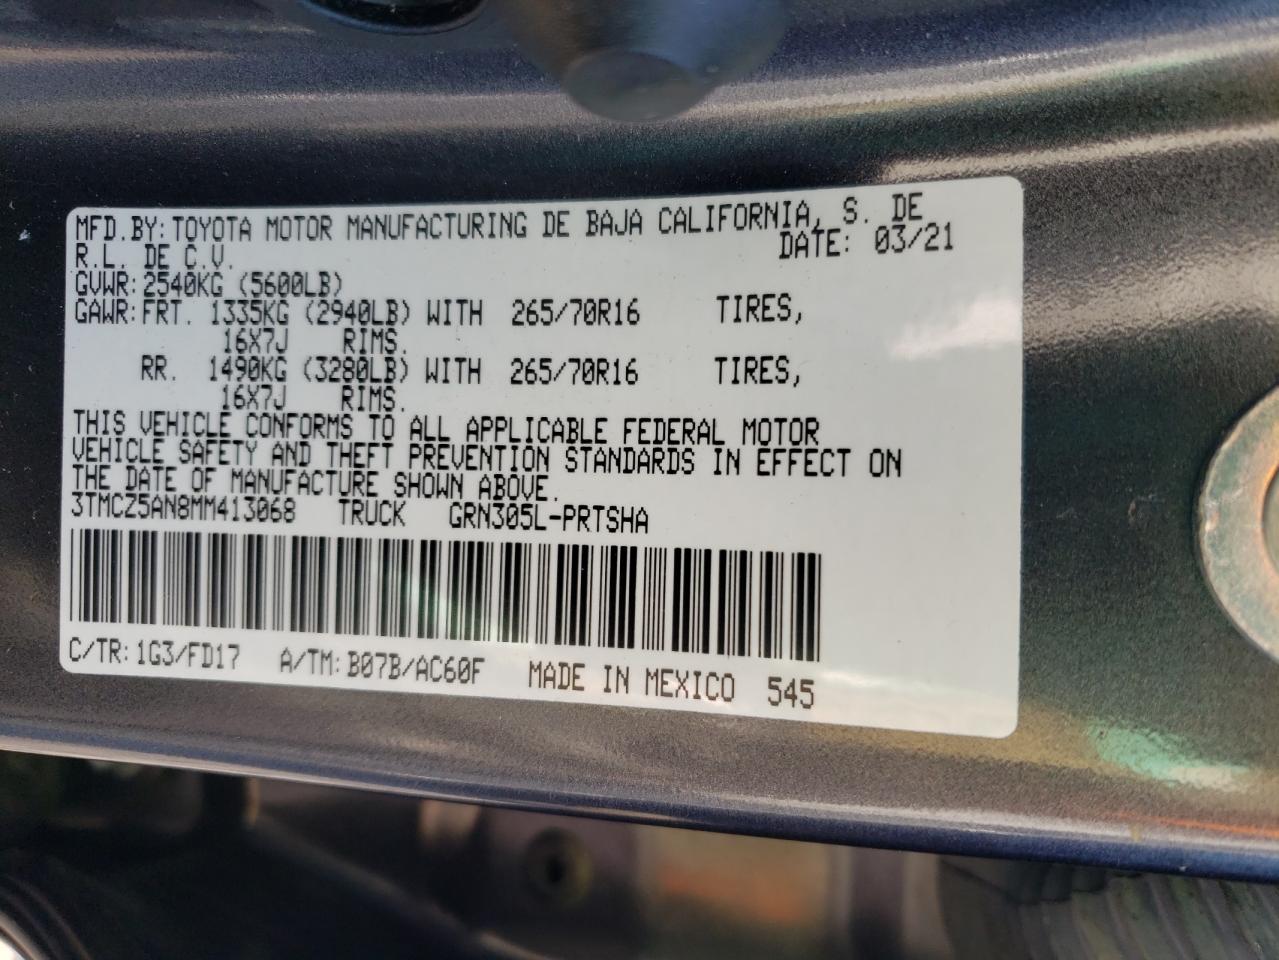 MFD.BY:TOYOTA MOTOR MANUFACTURING DE BAJA CALIFORNIA, S. DE
R.L. DE C.V. DATE: 03/21
GVWR:2540KG (5600LB)
GAWR:FRT. 1335KG (2940LB) WITH 265/70R16 TIRES,
16X7J RIMS.
RR. 1490KG (3280LB) WITH 265/70R16 TIRES,
16X7J RIMS.
THIS VEHICLE CONFORMS TO ALL APPLICABLE FEDERAL MOTOR
VEHICLE SAFETY AND THEFT PREVENTION STANDARDS IN EFFECT ON
THE DATE OF MANUFACTURE SHOWN ABOVE.
3TMCZ5AN8MM413068 TRUCK GRN305L-PRTSHA
C/TR:1G3/FD17 A/TM:B07B/AC60F MADE IN MEXICO 545